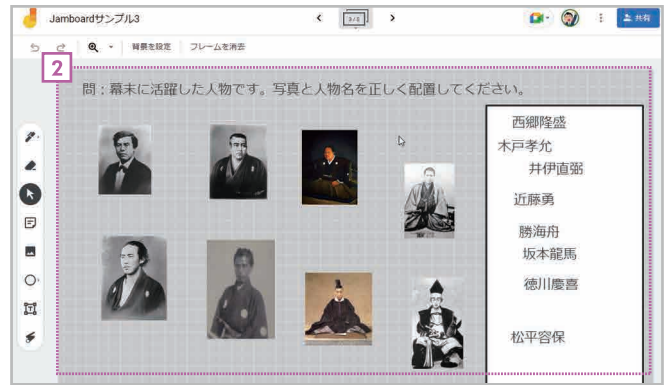 Jamboardサンプル3
3/3
共有
背景を設定
フレームを消去
2
問：幕末に活躍した人物です。写真と人物名を正しく配置してください。
西郷隆盛
木戸孝允
井伊直弼
近藤勇
勝海舟
坂本龍馬
徳川慶喜
松平容保